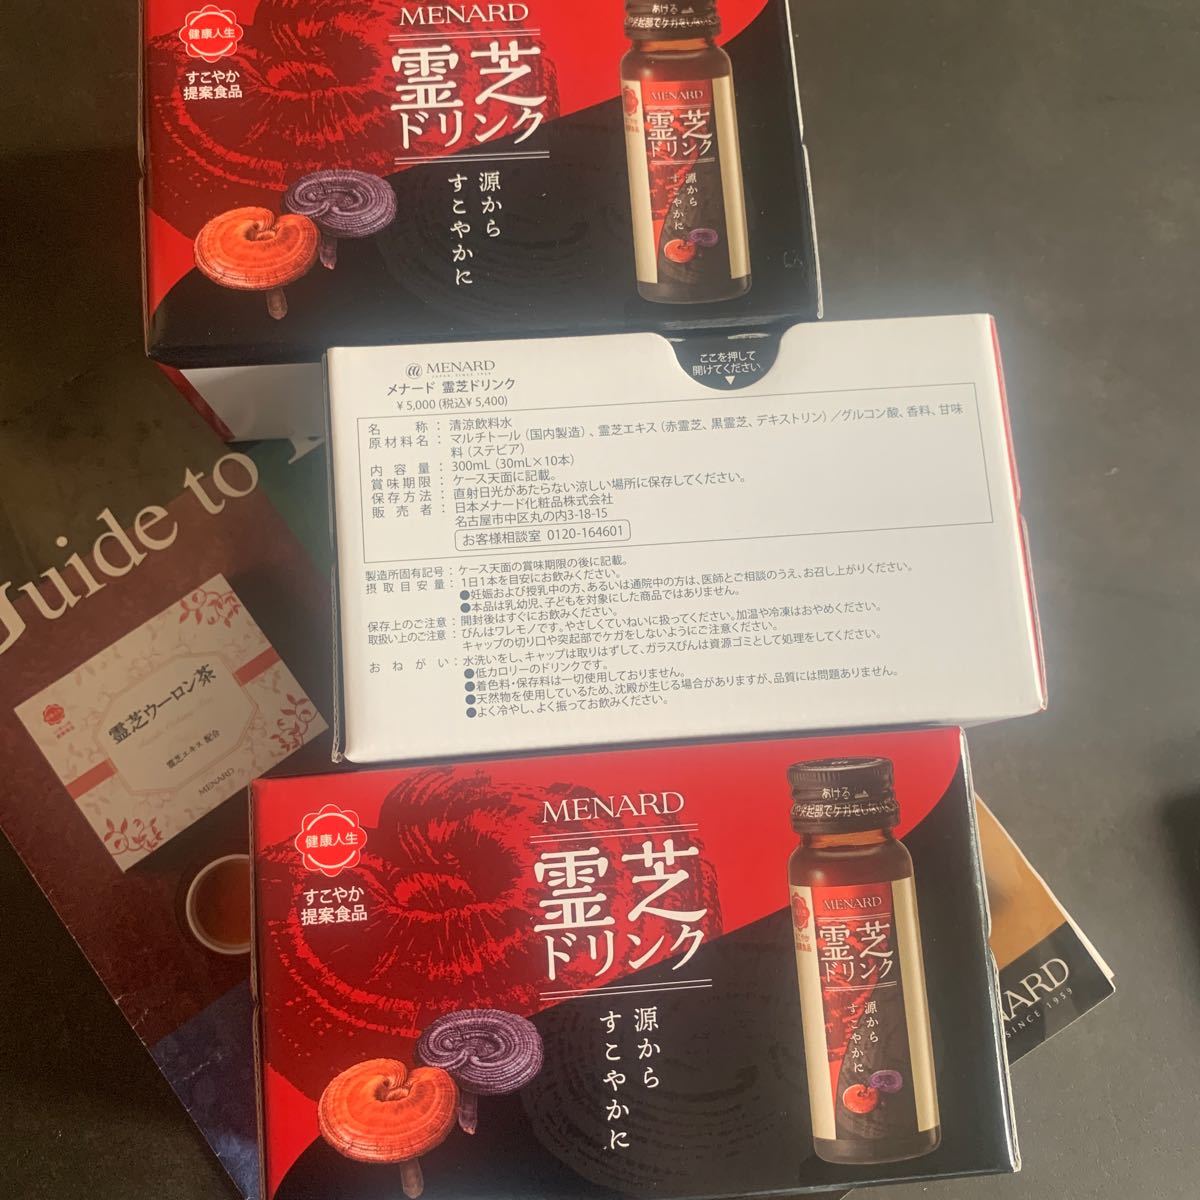 健康人生
すこやか
提案食品
MENARD
霊芝
ドリンク
源から
すこやかに
あける
MENARD
霊芝
ドリンク
源から
すこやかに
MENARD
JAPAN, SINCE 1959
メナード 霊芝ドリンク
¥5,000(税込¥5,400)
ここを押して
開けてください
名称：清涼飲料水
原材料名：マルチトール(国内製造)、霊芝エキス(赤霊芝、黒霊芝、デキストリン)/グルコン酸、香料、甘味
料(ステビア)
内容量：300mL(30mL×10本)
賞味期限：ケース天面に記載。
保存方法：直射日光があたらない涼しい場所に保存してください。
販売者：日本メナード化粧品株式会社
名古屋市中区丸の内3-18-15
お客様相談室 0120-164601
製造所固有記号：ケース天面の賞味期限の後に記載。
摂取目安量：1日1本を目安にお飲みください。
●妊娠および授乳中の方、あるいは通院中の方は、医師とご相談のうえ、お召し上がりください。
●本品は乳幼児、子どもを対象にした商品ではありません。
保存上のご注意：開封後はすぐにお飲みください。
取扱い上のご注意：びんはワレモノです。やさしくていねいに扱ってください。加温や冷凍はおやめください。
キャップの切り口や突起部でケガをしないようにご注意ください。
おねがい：水洗いをし、キャップは取りはずして、ガラスびんは資源ゴミとして処理をしてください。
●低カロリーのドリンクです。
●着色料・保存料は一切使用しておりません。
●天然物を使用しているため、沈殿が生じる場合がありますが、品質には問題ありません。
●よく冷やし、よく振ってお飲みください。
Guide to
霊芝ウーロン茶
霊芝エキス 配合
MENARD
健康人生
すこやか
提案食品
MENARD
霊芝
ドリンク
源から
すこやかに
あける
MENARD
霊芝
ドリンク
源から
すこやかに
NARD
SINCE 1959